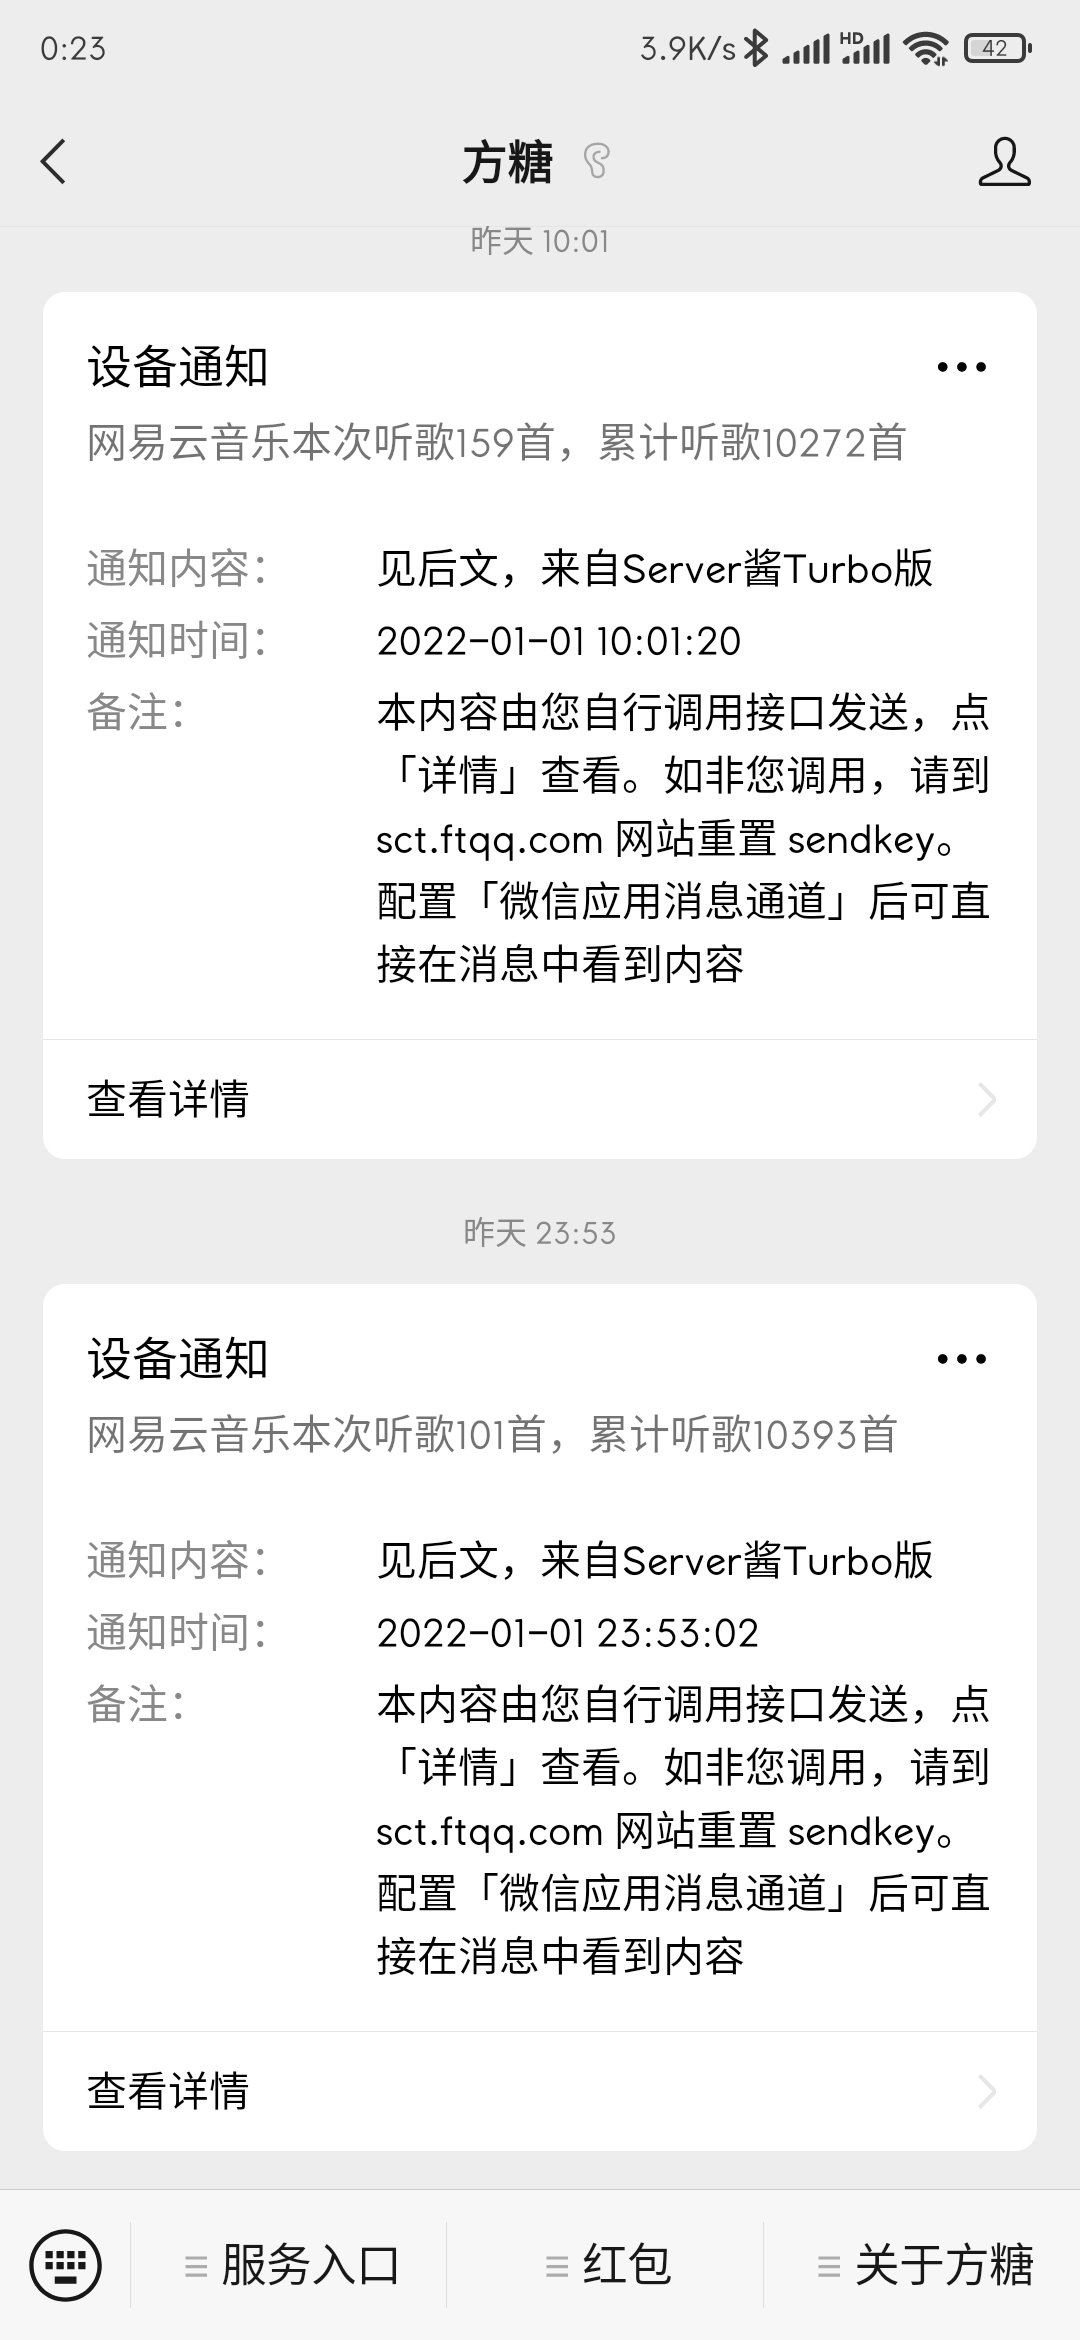 0:23
3.9K/s
HD
42
方糖
昨天 10:01
设备通知
网易云音乐本次听歌159首，累计听歌10272首
通知内容：
见后文，来自Server酱Turbo版
通知时间：
2022-01-01 10:01:20
备注：
本内容由您自行调用接口发送，点
「详情」查看。如非您调用，请到
sct.ftqq.com 网站重置 sendkey。
配置「微信应用消息通道」后可直
接在消息中看到内容
查看详情
昨天 23:53
设备通知
网易云音乐本次听歌101首，累计听歌10393首
通知内容：
见后文，来自Server酱Turbo版
通知时间：
2022-01-01 23:53:02
备注：
本内容由您自行调用接口发送，点
「详情」查看。如非您调用，请到
sct.ftqq.com 网站重置 sendkey。
配置「微信应用消息通道」后可直
接在消息中看到内容
查看详情
服务入口
红包
关于方糖